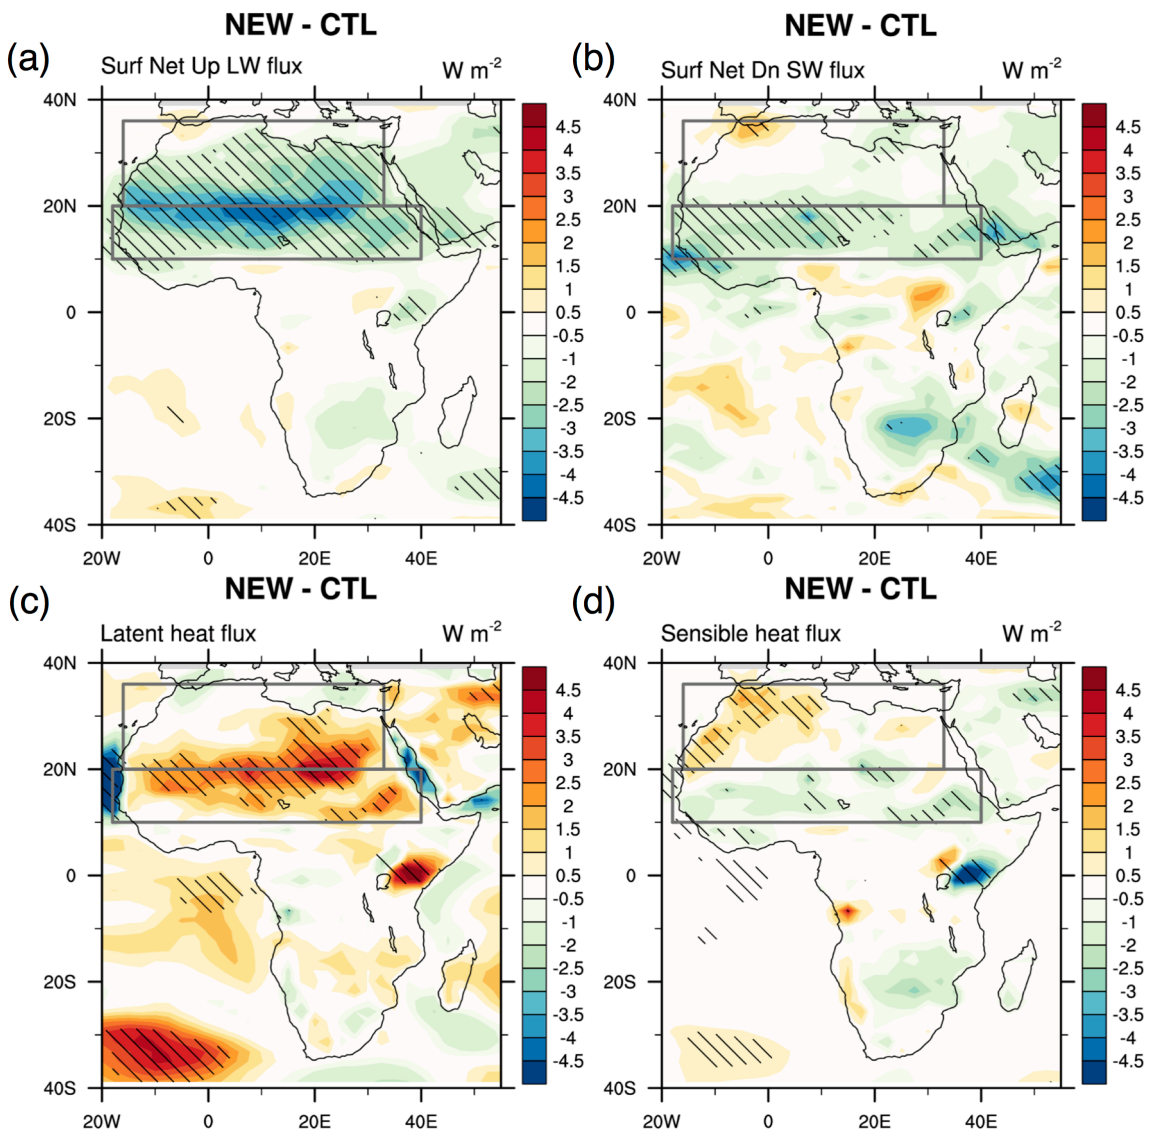 NEW - CTL
(a) Surf Net Up LW flux W m-2
40N
20N
0
20S
40S
20W 0 20E 40E
4.5
4
3.5
3
2.5
2
1.5
1
0.5
-0.5
-1
-2
-2.5
-3
-3.5
-4
-4.5
NEW - CTL
(b) Surf Net Dn SW flux W m-2
40N
20N
0
20S
40S
20W 0 20E 40E
4.5
4
3.5
3
2.5
2
1.5
1
0.5
-0.5
-1
-2
-2.5
-3
-3.5
-4
-4.5
NEW - CTL
(c) Latent heat flux W m-2
40N
20N
0
20S
40S
20W 0 20E 40E
4.5
4
3.5
3
2.5
2
1.5
1
0.5
-0.5
-1
-2
-2.5
-3
-3.5
-4
-4.5
NEW - CTL
(d) Sensible heat flux W m-2
40N
20N
0
20S
40S
20W 0 20E 40E
4.5
4
3.5
3
2.5
2
1.5
1
0.5
-0.5
-1
-2
-2.5
-3
-3.5
-4
-4.5